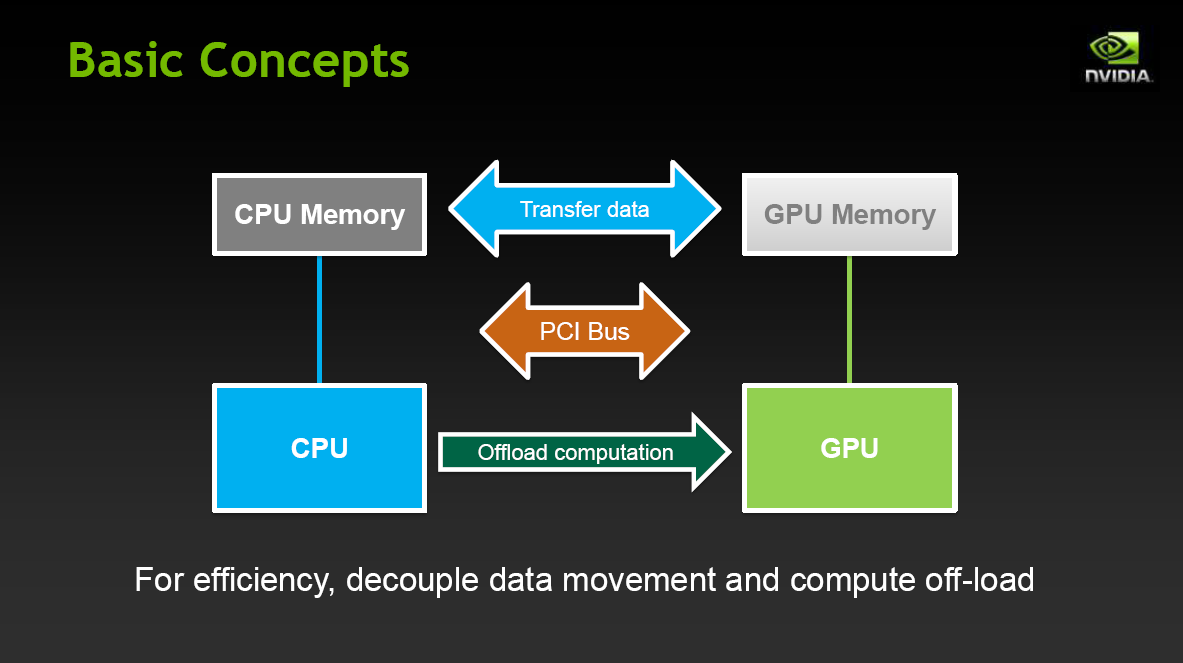 Basic Concepts
NVIDIA.
CPU Memory
Transfer data
GPU Memory
PCI Bus
CPU
Offload computation
GPU
For efficiency, decouple data movement and compute off-load